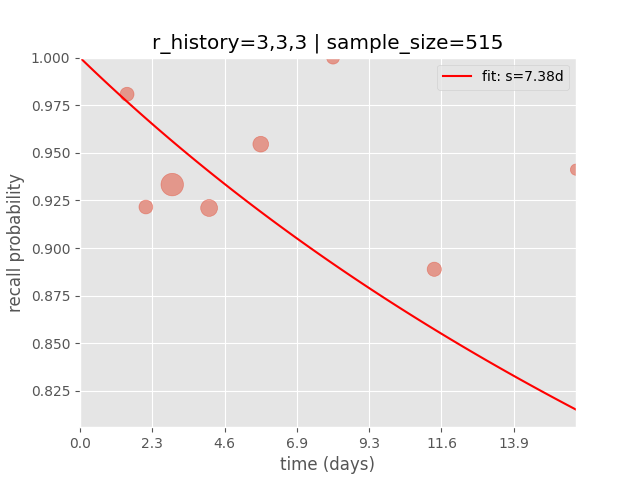 r_history=3,3,3 | sample_size=515
fit: s=7.38d
1.000
0.975
0.950
0.925
0.900
0.875
0.850
0.825
recall probability
0.0 2.3 4.6 6.9 9.3 11.6 13.9
time (days)